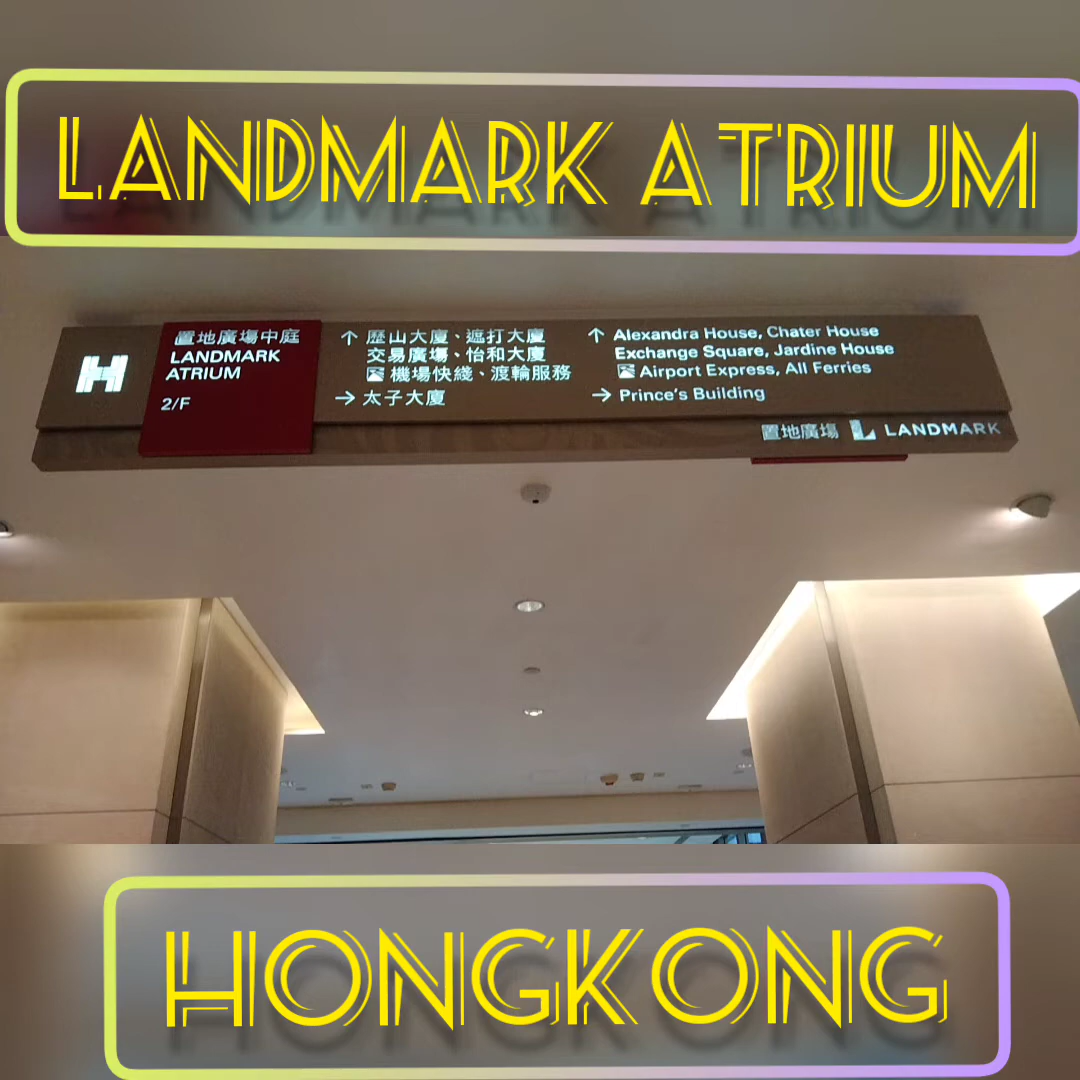 LANDMARK ATRIUM
H
置地廣場中庭
LANDMARK
ATRIUM
2/F
↑ 歷山大廈、遮打大廈
交易廣場、怡和大廈
機場快綫、渡輪服務
→ 太子大廈
↑ Alexandra House, Chater House
Exchange Square, Jardine House
Airport Express, All Ferries
→ Prince's Building
置地廣場 L LANDMARK
HONGKONG